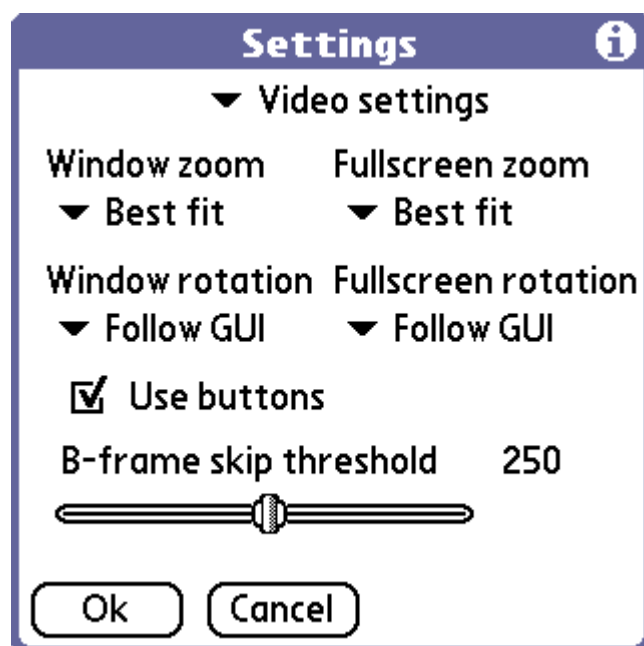 Settings
Video settings
Window zoom Fullscreen zoom
Best fit Best fit
Window rotation Fullscreen rotation
Follow GUI Follow GUI
Use buttons
B-frame skip threshold 250
Ok Cancel